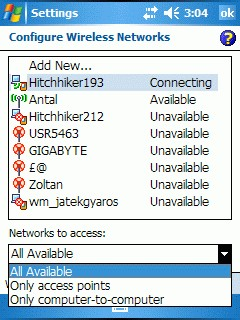 Settings 3:04 ok
Configure Wireless Networks ?
Add New...
Hitchhiker193 Connecting
Antal Available
Hitchhiker212 Unavailable
USR5463 Unavailable
GIGABYTE Unavailable
£@ Unavailable
Zoltan Unavailable
wm_jatekgyaros Unavailable
Networks to access:
All Available
All Available
Only access points
Only computer-to-computer